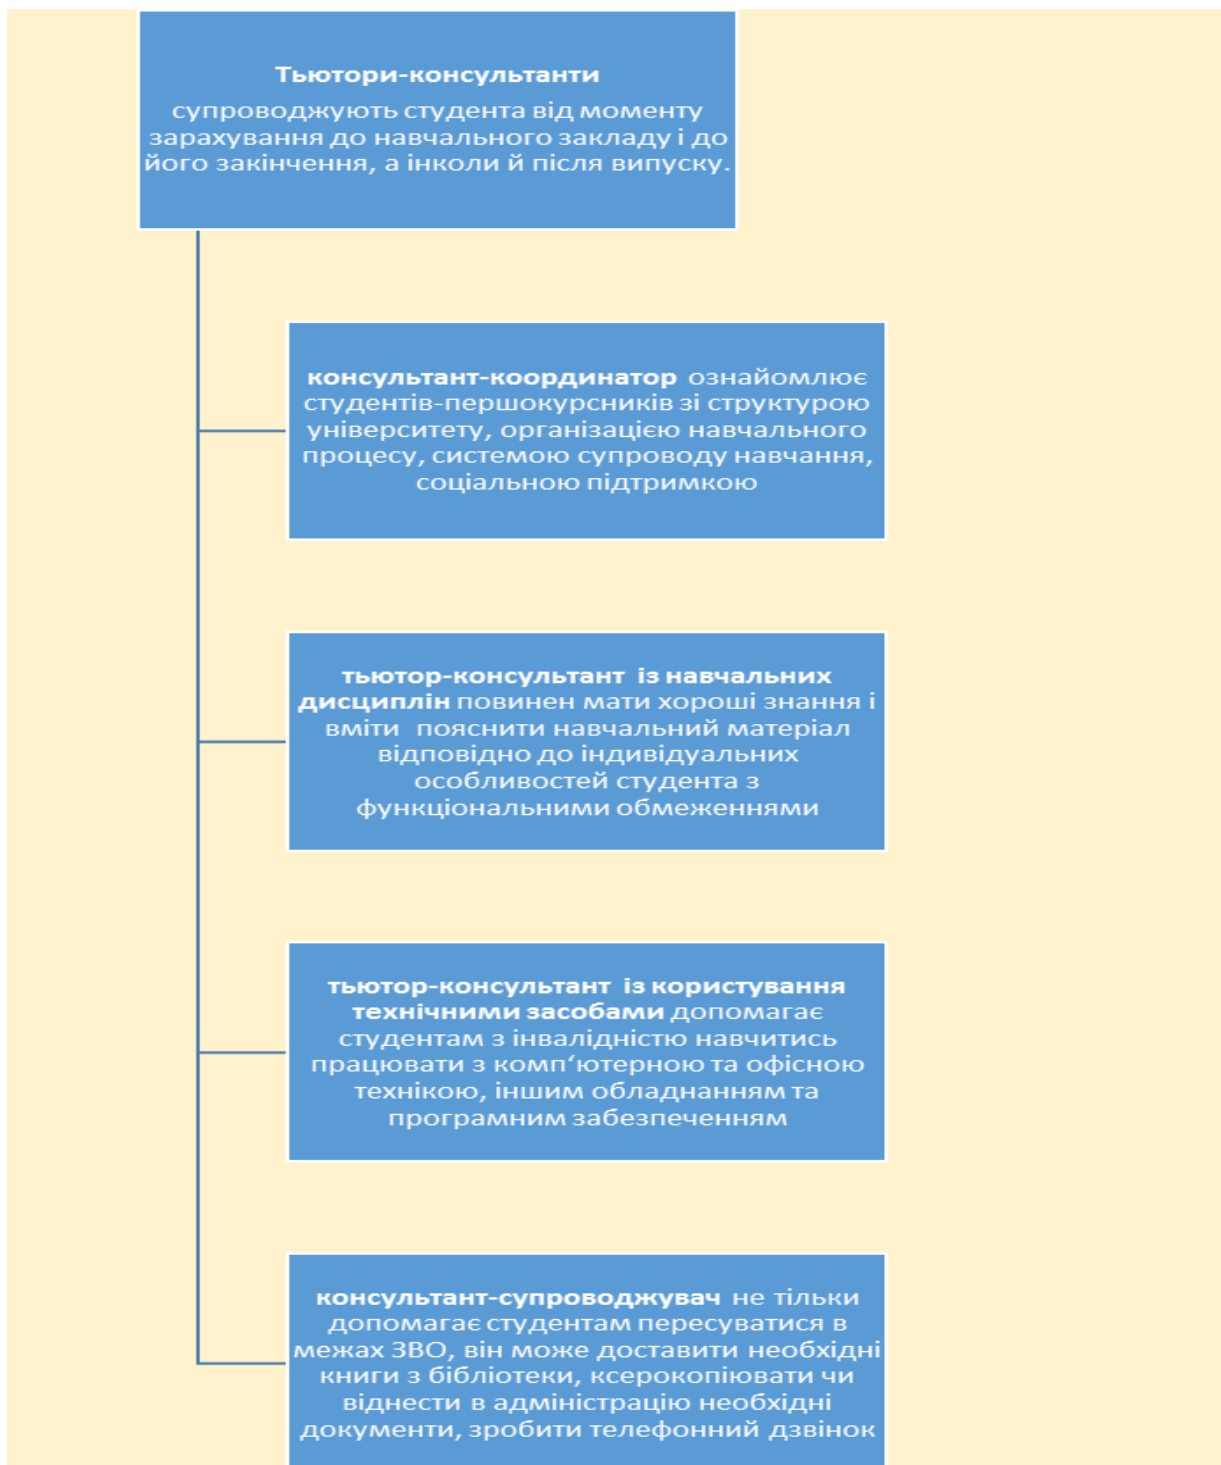 Тьютори-консультанти
супроводжують студента від моменту
зарахування до навчального закладу і до
його закінчення, а інколи й після випуску.
консультант-координатор ознайомлює
студентів-першокурсників зі структурою
університету, організацією навчального
процесу, системою супроводу навчання,
соціальною підтримкою
тьютор-консультант із навчальних
дисциплін повинен мати хороші знання і
вміти пояснити навчальний матеріал
відповідно до індивідуальних
особливостей студента з
функціональними обмеженнями
тьютор-консультант із користування
технічними засобами допомагає
студентам з інвалідністю навчитись
працювати з комп‘ютерною та офісною
технікою, іншим обладнанням та
програмним забезпеченням
консультант-супроводжувач не тільки
допомагає студентам пересуватися в
межах ЗВО, він може доставити необхідні
книги з бібліотеки, ксерокопіювати чи
віднести в адміністрацію необхідні
документи, зробити телефонний дзвінок